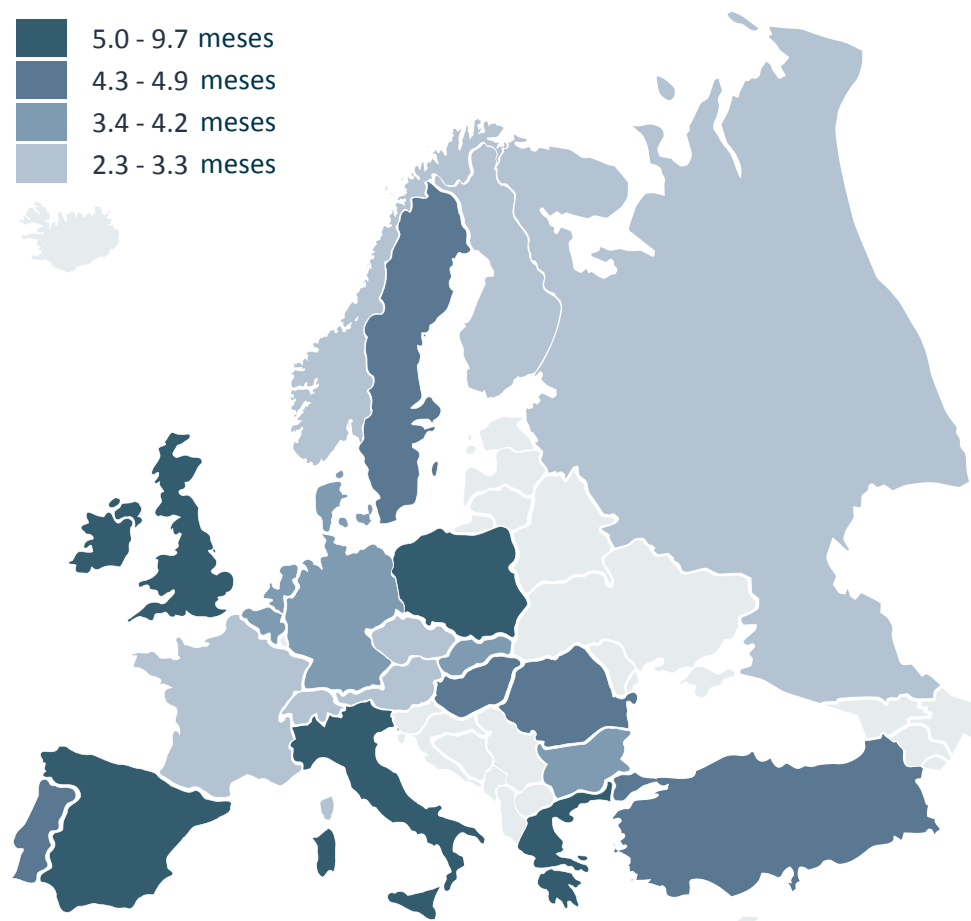 5.0 - 9.7 meses
4.3 - 4.9 meses
3.4 - 4.2 meses
2.3 - 3.3 meses